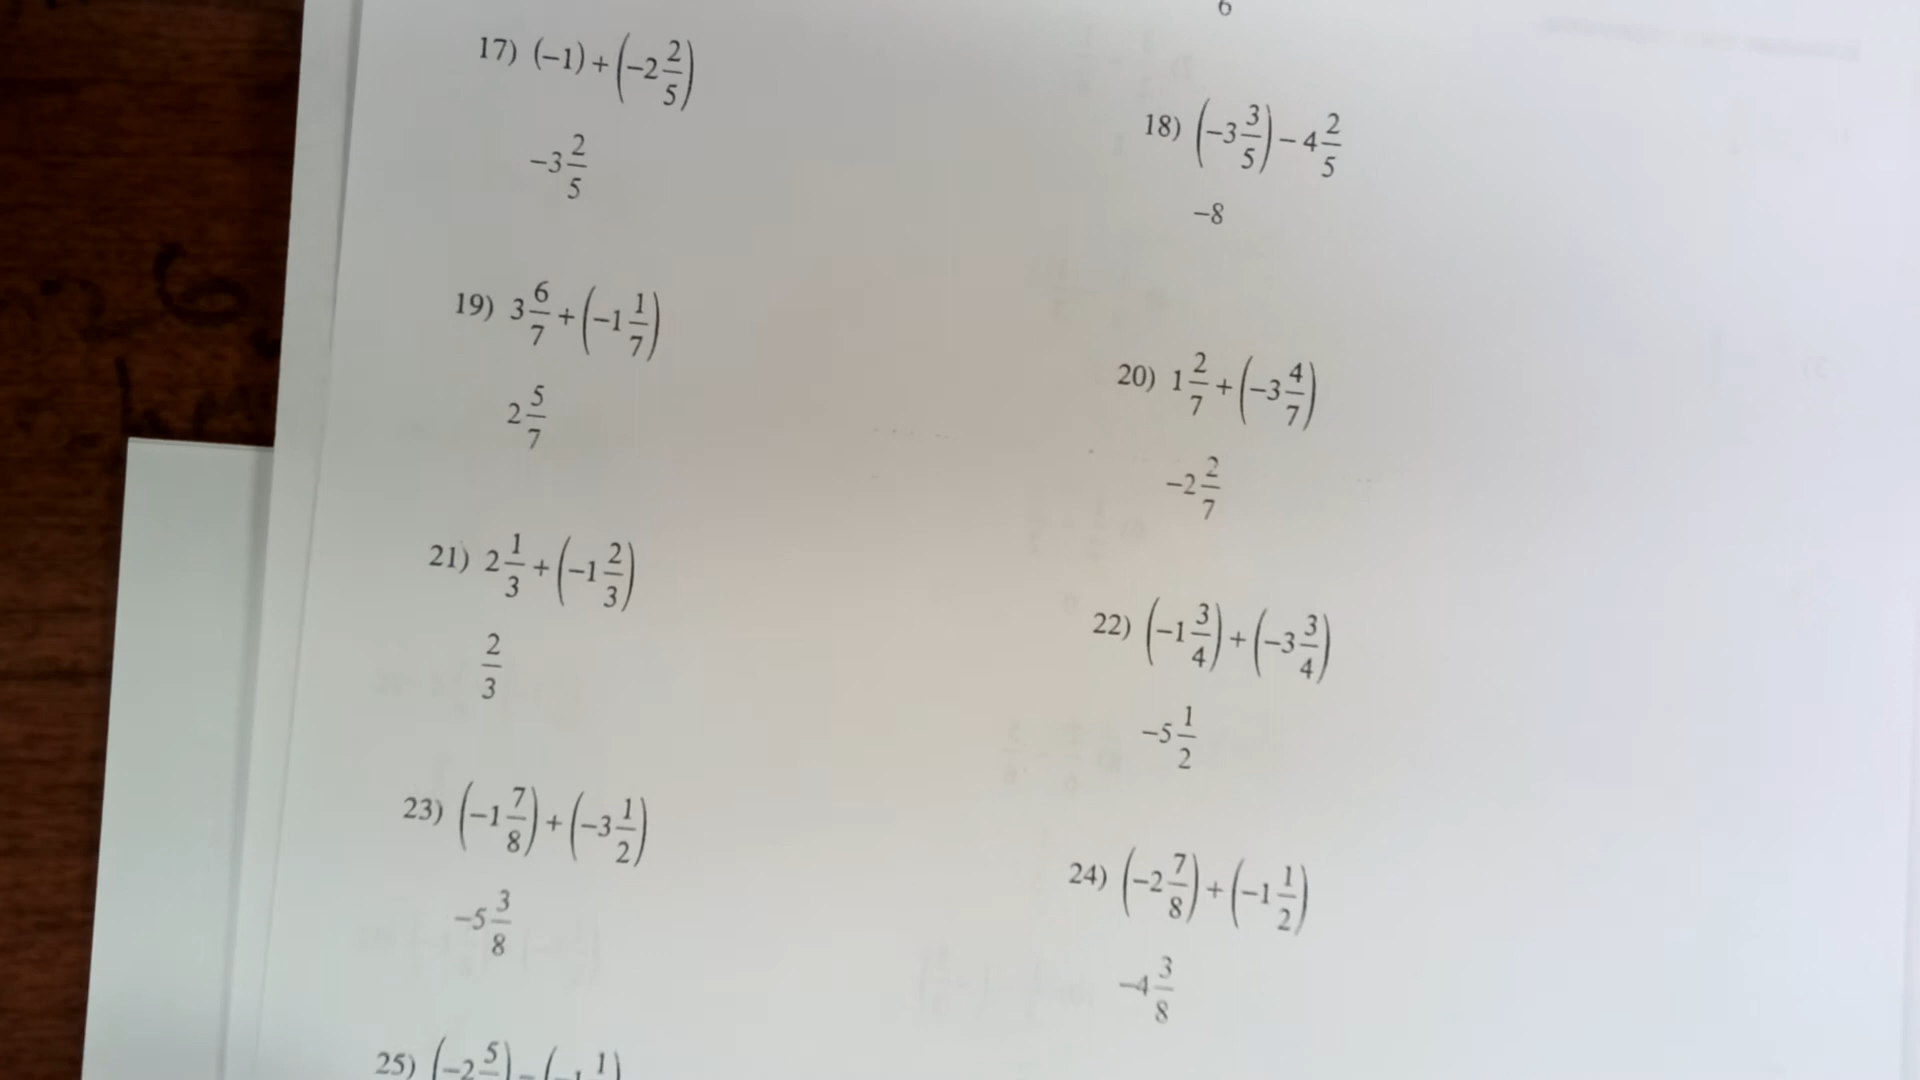 6
17) (−1) + (−2 2/5)
−3 2/5
18) (−3 3/5) − 4 2/5
−8
19) 3 6/7 + (−1 1/7)
2 5/7
20) 1 2/7 + (−3 4/7)
−2 2/7
21) 2 1/3 + (−1 2/3)
2/3
22) (−1 3/4) + (−3 3/4)
−5 1/2
23) (−1 7/8) + (−3 1/2)
−5 3/8
24) (−2 7/8) + (−1 1/2)
−4 3/8
25) (−2 5